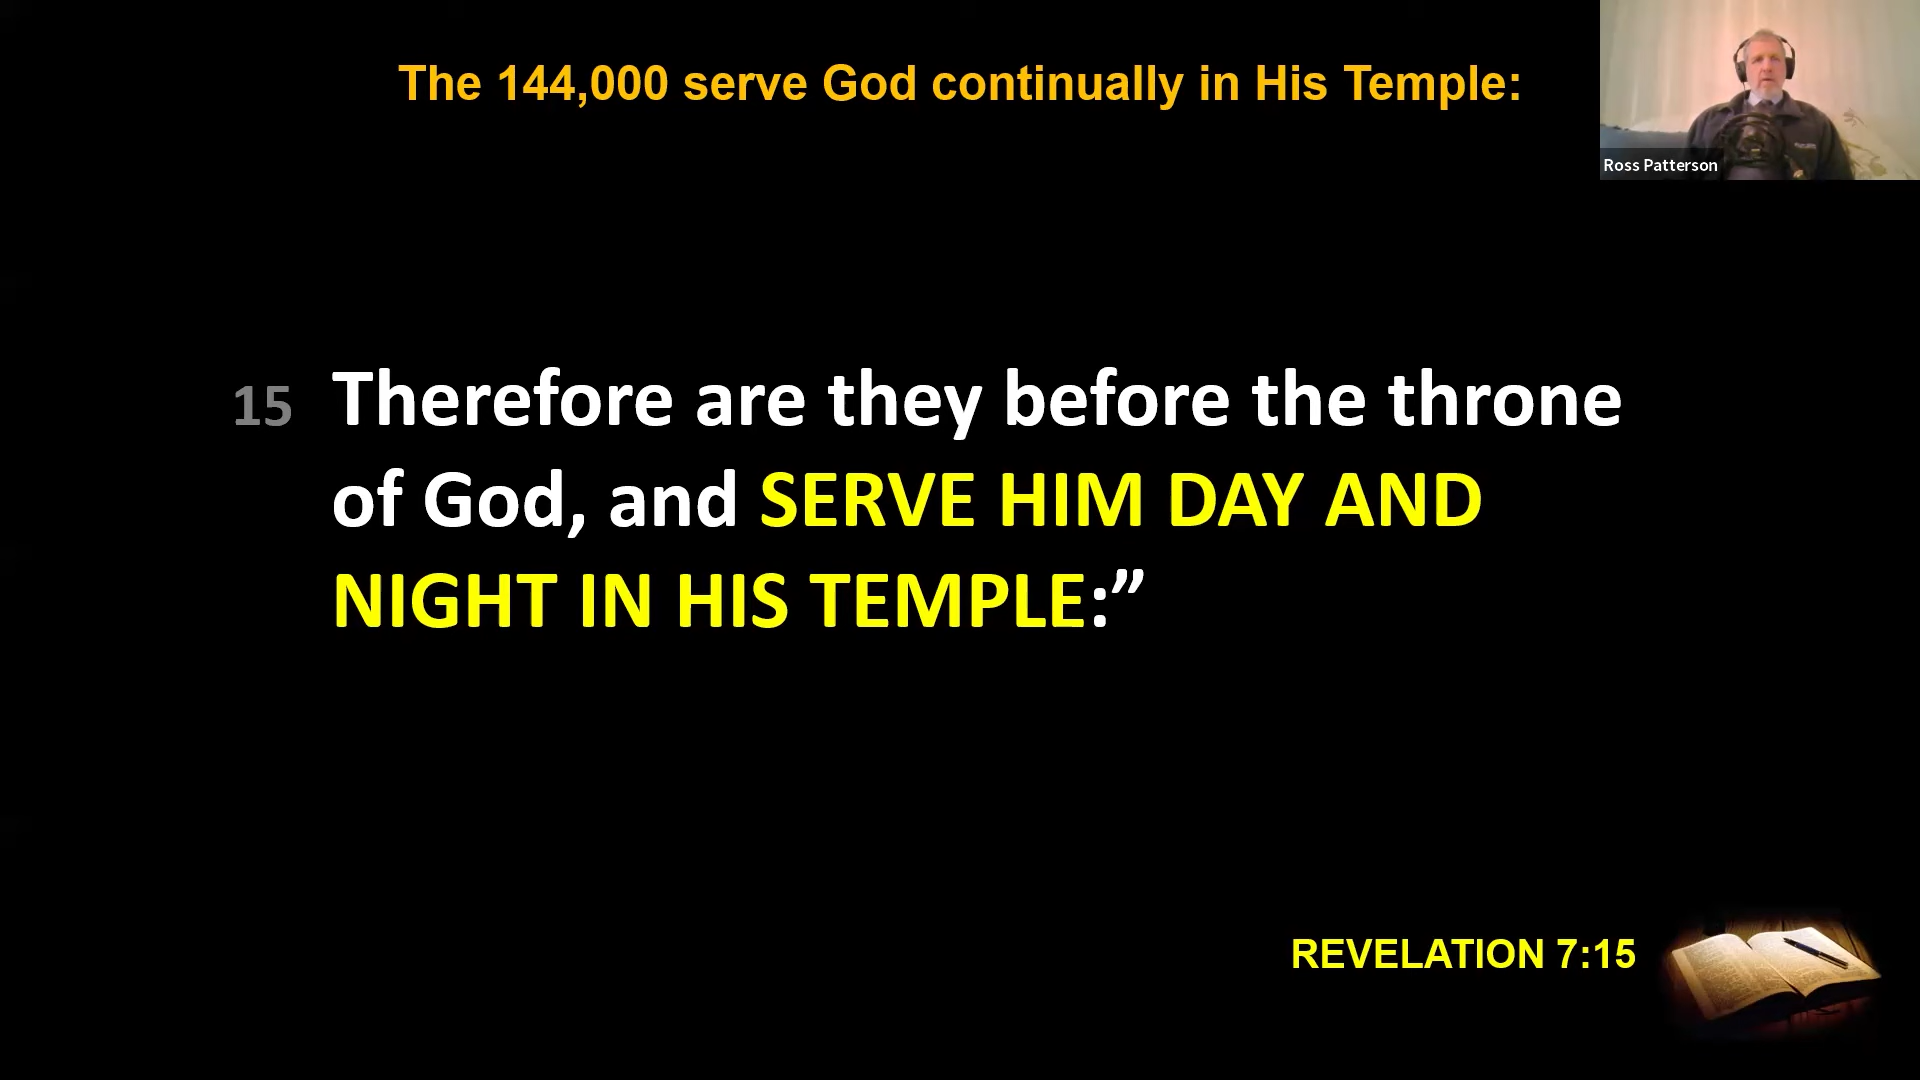 The 144,000 serve God continually in His Temple:
Ross Patterson
15 Therefore are they before the throne
of God, and SERVE HIM DAY AND
NIGHT IN HIS TEMPLE:”
REVELATION 7:15